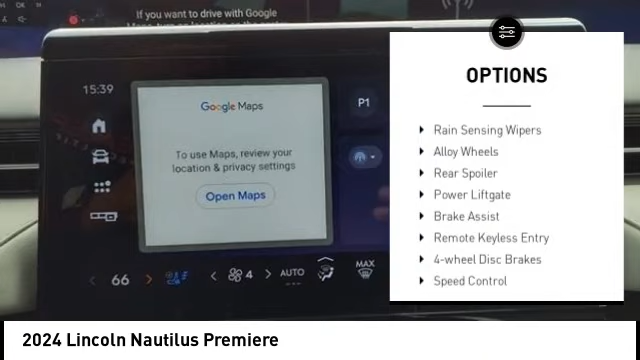 If you want to drive with Google
15:39
Google Maps
To use Maps, review your
location & privacy settings
Open Maps
P1
66
4
AUTO
MAX
OPTIONS
Rain Sensing Wipers
Alloy Wheels
Rear Spoiler
Power Liftgate
Brake Assist
Remote Keyless Entry
4-wheel Disc Brakes
Speed Control
2024 Lincoln Nautilus Premiere